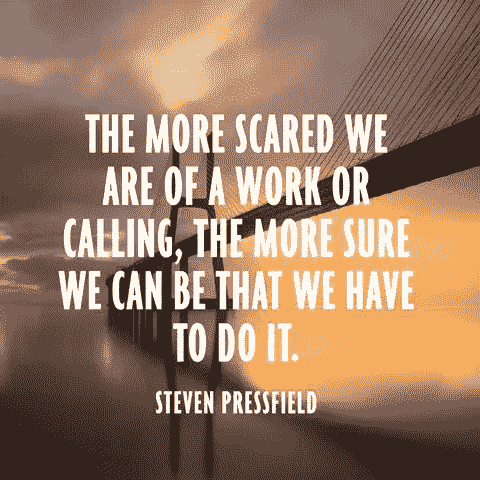 THE MORE SCARED WE
ARE OF A WORK OR
CALLING, THE MORE SURE
WE CAN BE THAT WE HAVE
TO DO IT.
STEVEN PRESSFIELD